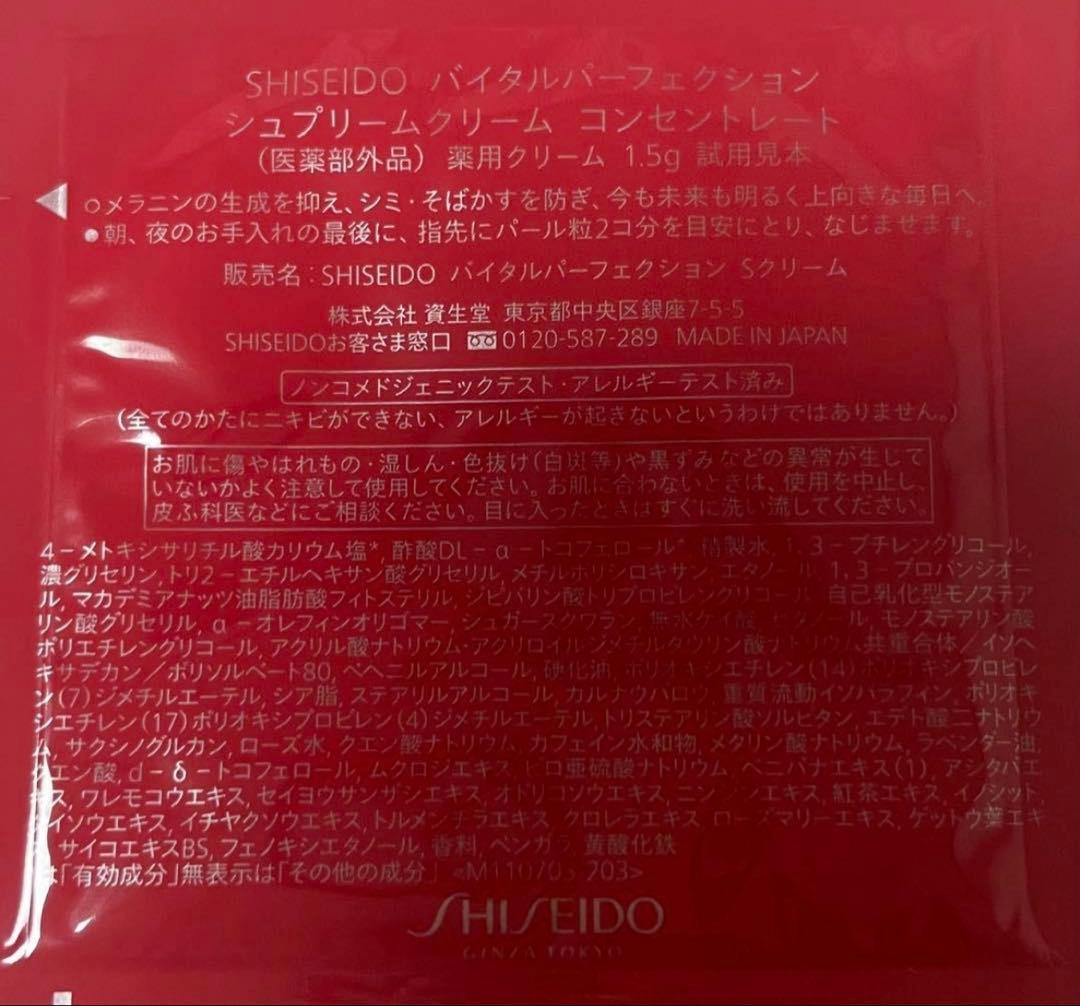 SHISEIDO バイタルパーフェクション
シュプリームクリーム コンセントレート
(医薬部外品) 薬用クリーム 1.5g 試用見本
○メラニンの生成を抑え、シミ・そばかすを防ぎ、今も未来も明るく上向きな毎日へ。
●朝、夜のお手入れの最後に、指先にパール粒2コ分を目安にとり、なじませます。
販売名：SHISEIDO バイタルパーフェクション Sクリーム
株式会社 資生堂 東京都中央区銀座7-5-5
SHISEIDOお客さま窓口 0120-587-289 MADE IN JAPAN
ノンコメドジェニックテスト・アレルギーテスト済み
(全てのかたにニキビができない、アレルギーが起きないというわけではありません。)
お肌に傷やはれもの・湿しん・色抜け(白斑等)や黒ずみなどの異常が生じて
いないかよく注意して使用してください。お肌に合わないときは、使用を中止し、
皮ふ科医などにご相談ください。目に入ったときはすぐに洗い流してください。
4－メトキシサリチル酸カリウム塩*, 酢酸DL－α－トコフェロール*, 精製水, 1, 3－ブチレングリコール,
濃グリセリン, トリ2－エチルヘキサン酸グリセリル, メチルポリシロキサン, エタノール, 1, 3－プロパンジオー
ル, マカデミアナッツ油脂肪酸フィトステリル, ジピバリン酸トリプロピレングリコール, 自己乳化型モノステア
リン酸グリセリル, α－オレフィンオリゴマー, シュガースクワラン, 無水ケイ酸, モノステアリン酸
ポリエチレングリコール, アクリル酸ナトリウム・アクリロイルジメチルタウリン酸ナトリウム共重合体／イソヘ
キサデカン／ポリソルベート80, ベヘニルアルコール, 硬化油, ポリオキシエチレン(14)ポリオキシプロピレ
ン(7)ジメチルエーテル, シア脂, ステアリルアルコール, カルナウバロウ, 重質流動イソパラフィン, ポリオキ
シエチレン(17)ポリオキシプロピレン(4)ジメチルエーテル, トリステアリン酸ソルビタン, エデト酸二ナトリウ
ム, サクシノグルカン, ローズ水, クエン酸ナトリウム, カフェイン水和物, メタリン酸ナトリウム, ラベンダー油,
クエン酸, d－δ－トコフェロール, ムクロジエキス, ピロ亜硫酸ナトリウム, ベニバナエキス(1), アシタバエ
キス, ワレモコウエキス, セイヨウサンザシエキス, オドリコソウエキス, ニンジンエキス, 紅茶エキス, イノシット,
イソウエキス, イチヤクソウエキス, トルメンチラエキス, クロレラエキス, ローズマリーエキス, ゲットウ葉エキ
ス, サイコエキスBS, フェノキシエタノール, 香料, ベンガラ, 黄酸化鉄
*は「有効成分」無表示は「その他の成分」
SHISEIDO
GINZA TOKYO